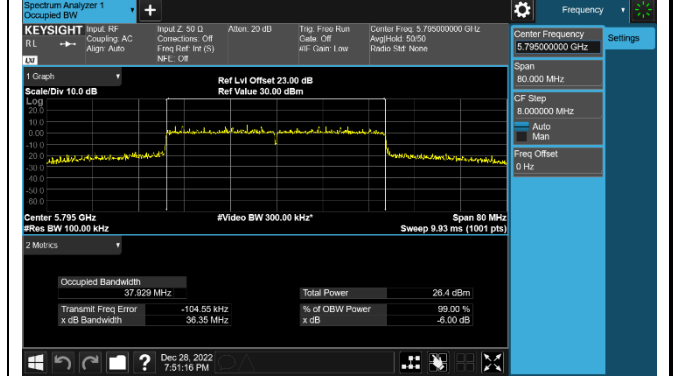 Spectrum Analyzer 1
Occupied BW
+
Frequency
KEYSIGHT
RL
LXI
Input: RF
Coupling: AC
Align: Auto
Input Z: 50 Ω
Corrections: Off
Freq Ref: Int (S)
NFE: Off
Atten: 20 dB
Trig: Free Run
Gate: Off
#IF Gain: Low
Center Freq: 5.795000000 GHz
Avg|Hold: 50/50
Radio Std: None
Center Frequency
5.795000000 GHz
Settings
Span
80.000 MHz
CF Step
8.000000 MHz
Auto
Man
Freq Offset
0 Hz
1 Graph
Scale/Div 10.0 dB
Ref Lvl Offset 23.00 dB
Ref Value 30.00 dBm
Log
20.0
10.0
0.00
-10.0
-20.0
-30.0
-40.0
-50.0
-60.0
Center 5.795 GHz
#Res BW 100.00 kHz
#Video BW 300.00 kHz*
Span 80 MHz
Sweep 9.93 ms (1001 pts)
2 Metrics
Occupied Bandwidth
37.929 MHz
Total Power 26.4 dBm
Transmit Freq Error -104.55 kHz
% of OBW Power 99.00 %
x dB Bandwidth 36.35 MHz
x dB -6.00 dB
?
Dec 28, 2022
7:51:16 PM